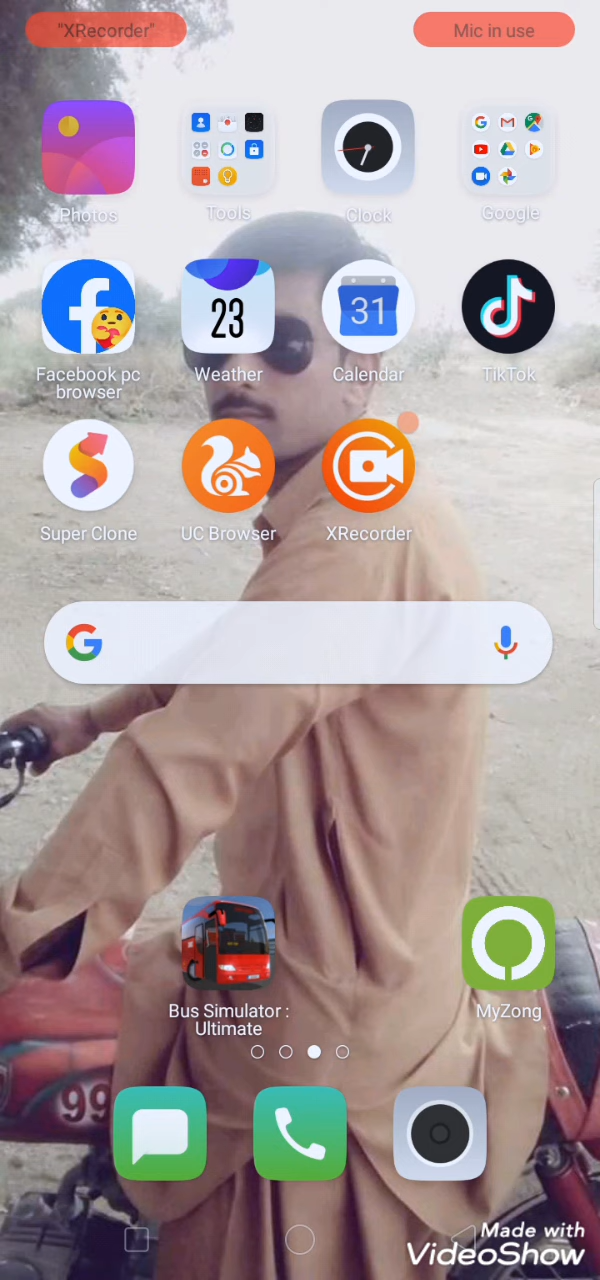 "XRecorder"
Mic in use
Photos
Tools
Clock
Google
Facebook pc
browser
23
Weather
31
Calendar
TikTok
Super Clone
UC Browser
XRecorder
Bus Simulator :
Ultimate
MyZong
99
Made with
VideoShow